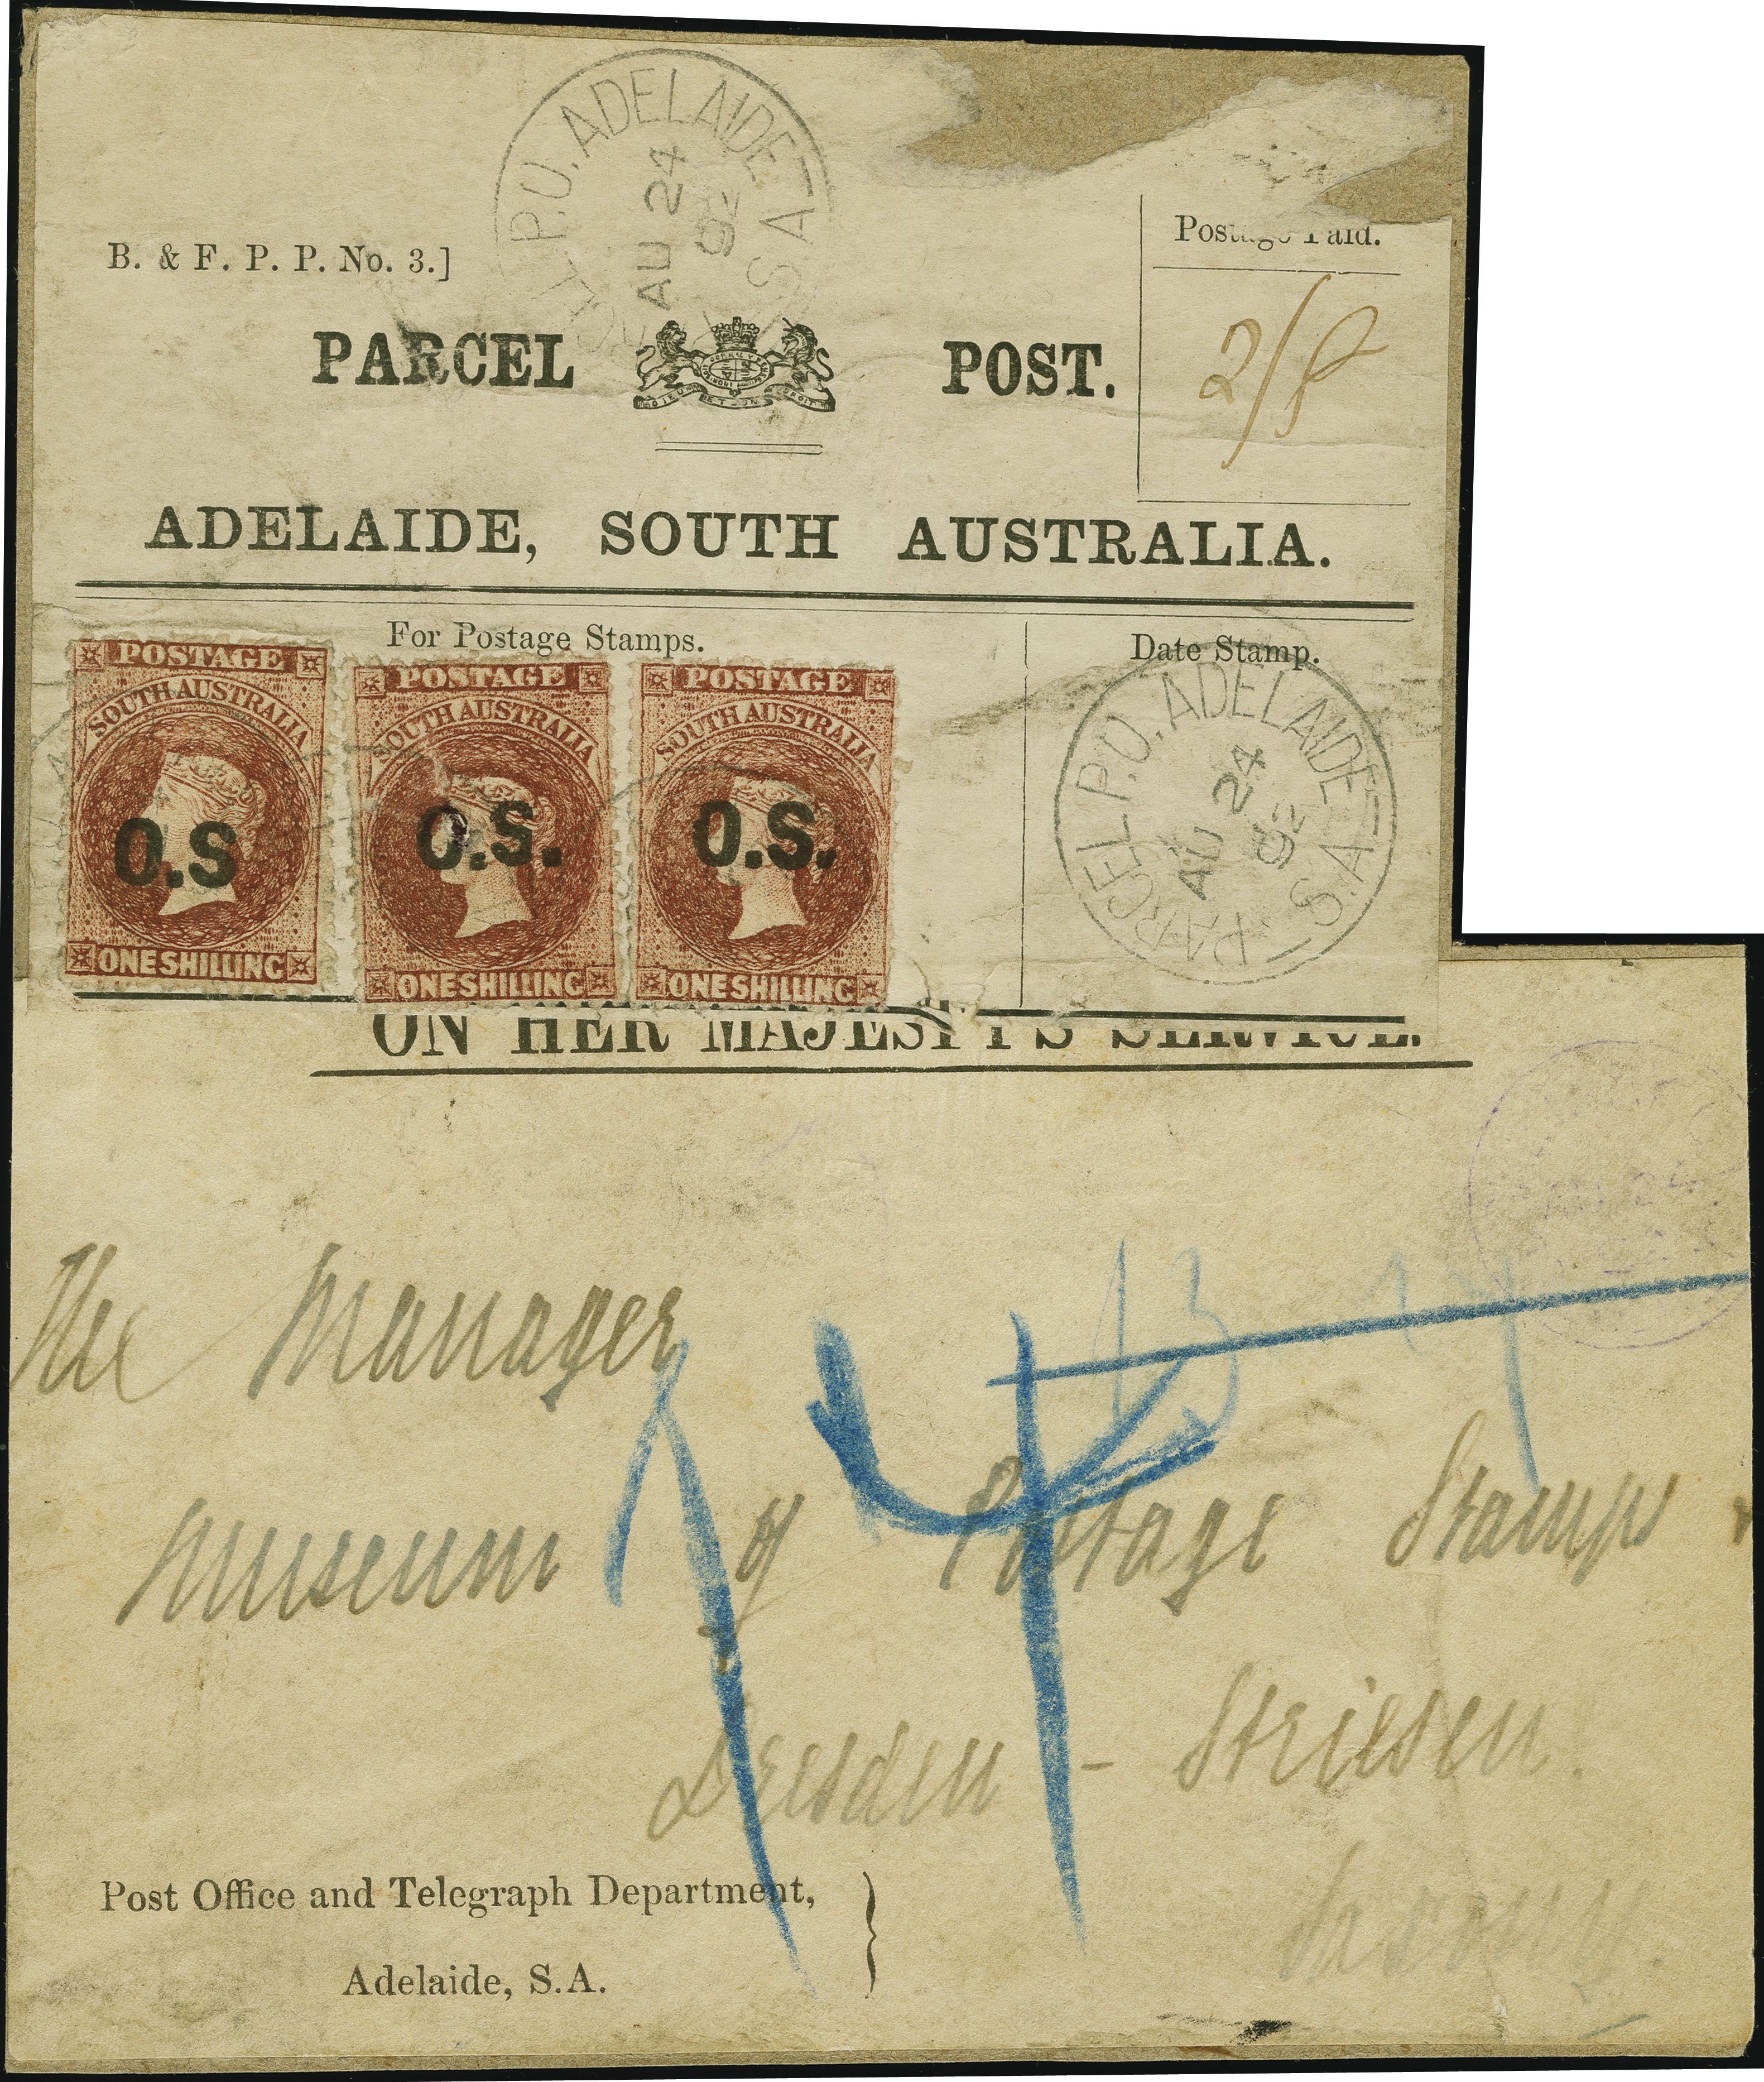 P.O. ADELAIDE S.A.
AU 24
92
B. & F. P. P. No. 3.]
Postage Paid.
PARCEL POST.
2/8
ADELAIDE, SOUTH AUSTRALIA.
For Postage Stamps.
Date Stamp.
POSTAGE
SOUTH AUSTRALIA
O.S
ONE SHILLING
POSTAGE
SOUTH AUSTRALIA
O.S.
ONE SHILLING
POSTAGE
SOUTH AUSTRALIA
O.S.
ONE SHILLING
PARCEL P.O. ADELAIDE S.A.
AU 24
92
ON HER MAJESTY'S SERVICE.
The Manager
Museum of Postage Stamps
Dresden - Striesen.
Saxony.
Post Office and Telegraph Department,
Adelaide, S.A.